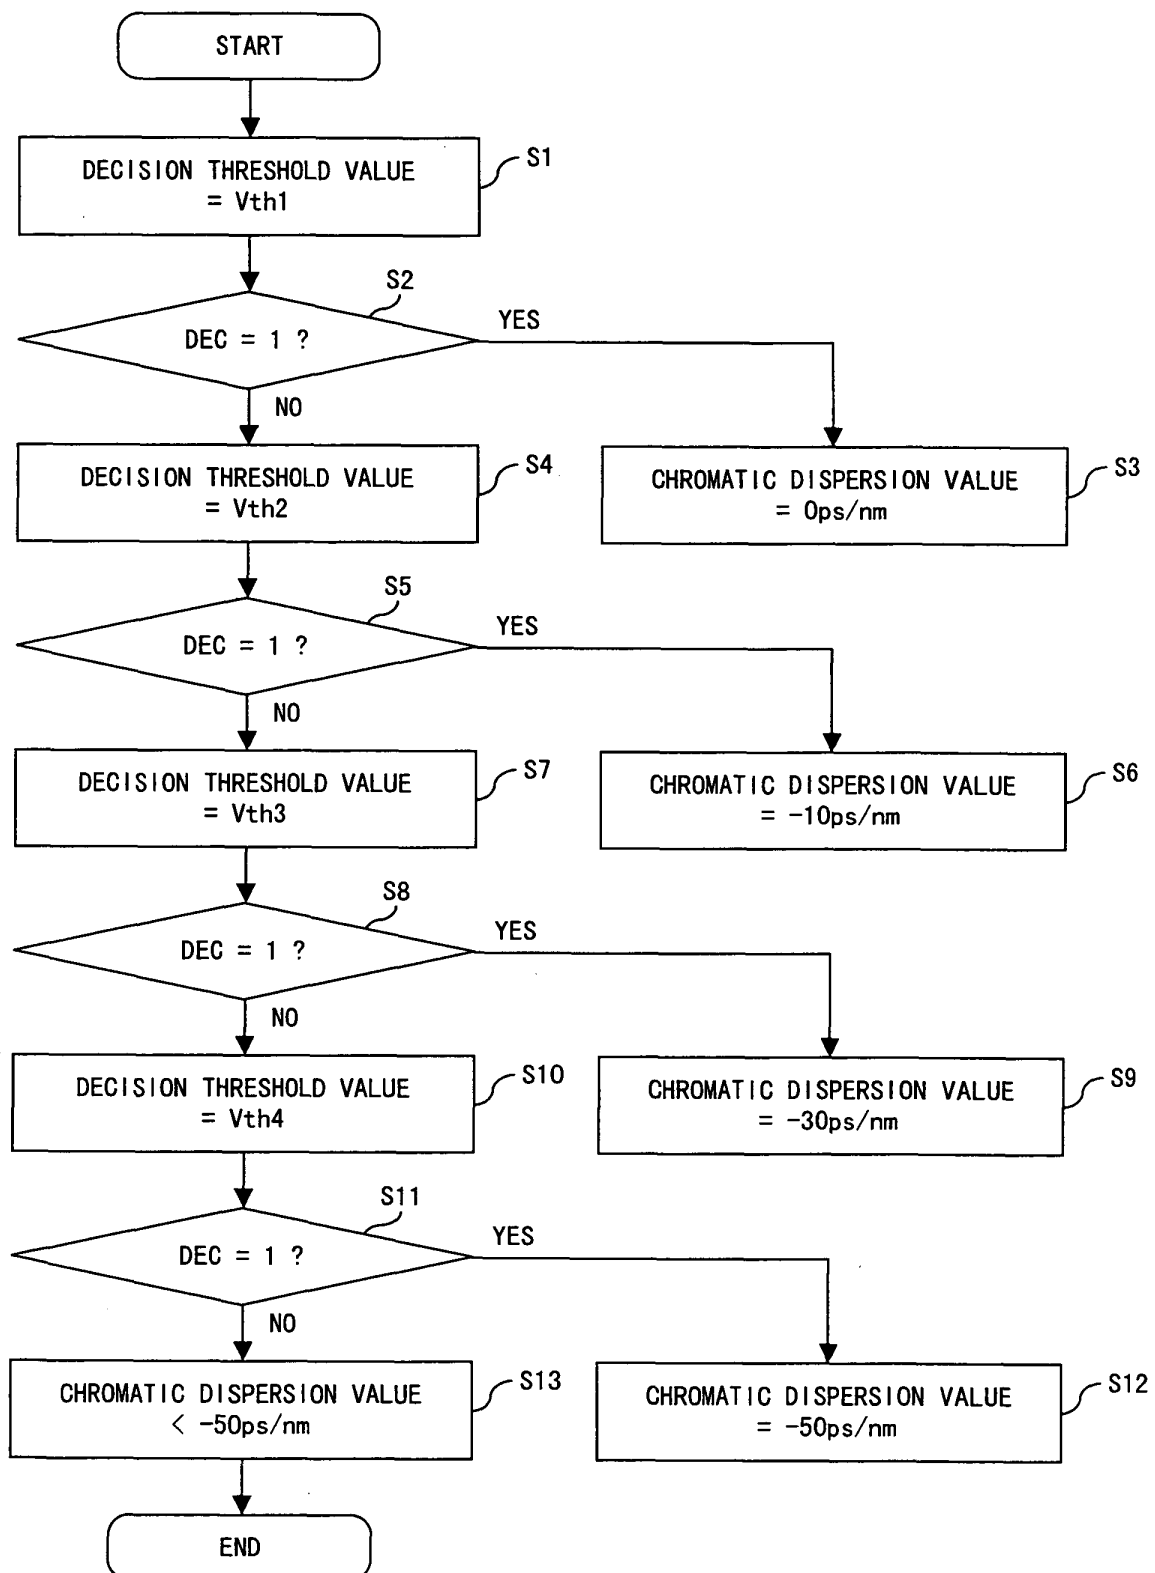 START
DECISION THRESHOLD VALUE
= Vth1
S1
S2
DEC = 1 ?
YES
NO
DECISION THRESHOLD VALUE
= Vth2
S4
CHROMATIC DISPERSION VALUE
= 0ps/nm
S3
S5
DEC = 1 ?
YES
NO
DECISION THRESHOLD VALUE
= Vth3
S7
CHROMATIC DISPERSION VALUE
= -10ps/nm
S6
S8
DEC = 1 ?
YES
NO
DECISION THRESHOLD VALUE
= Vth4
S10
CHROMATIC DISPERSION VALUE
= -30ps/nm
S9
S11
DEC = 1 ?
YES
NO
CHROMATIC DISPERSION VALUE
< -50ps/nm
S13
CHROMATIC DISPERSION VALUE
= -50ps/nm
S12
END